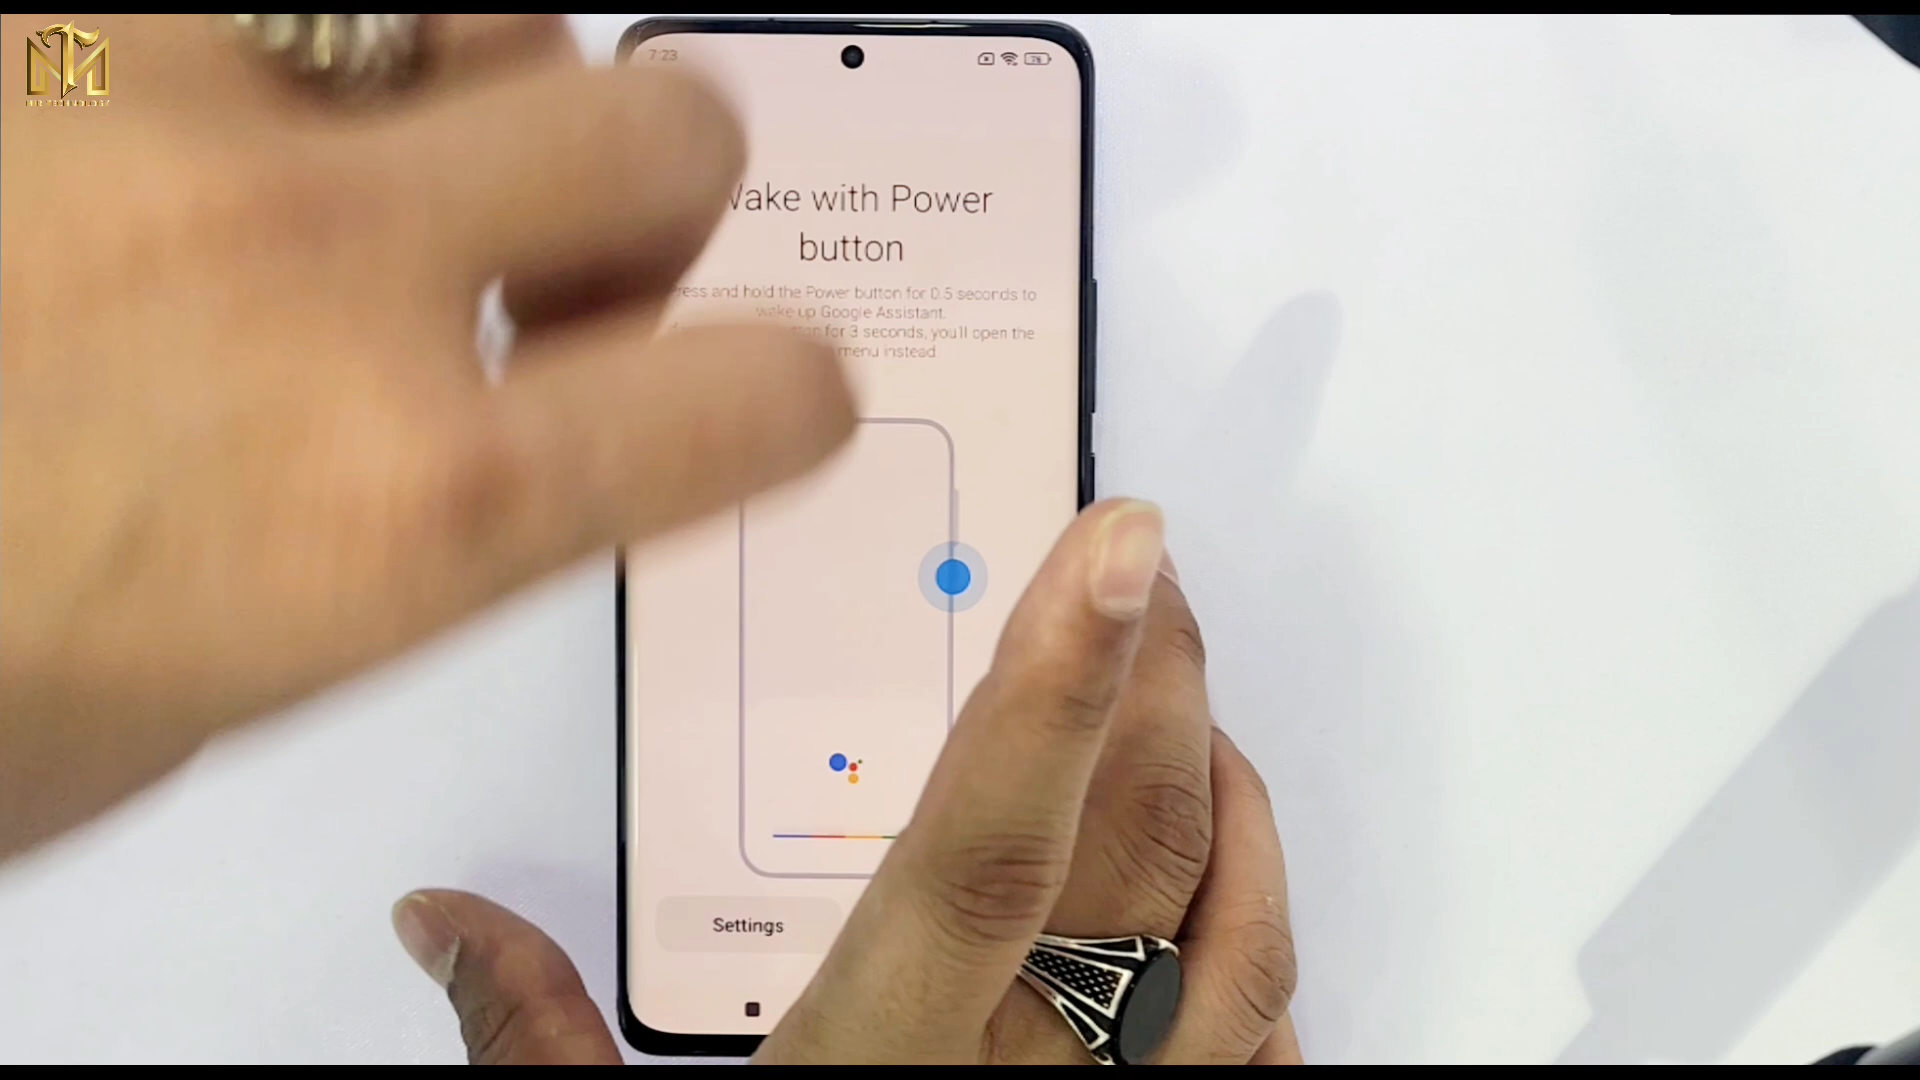 7:23
Wake with Power
button
Press and hold the Power button for 0.5 seconds to
wake up Google Assistant.
for 3 seconds, you'll open the
menu instead.
Settings